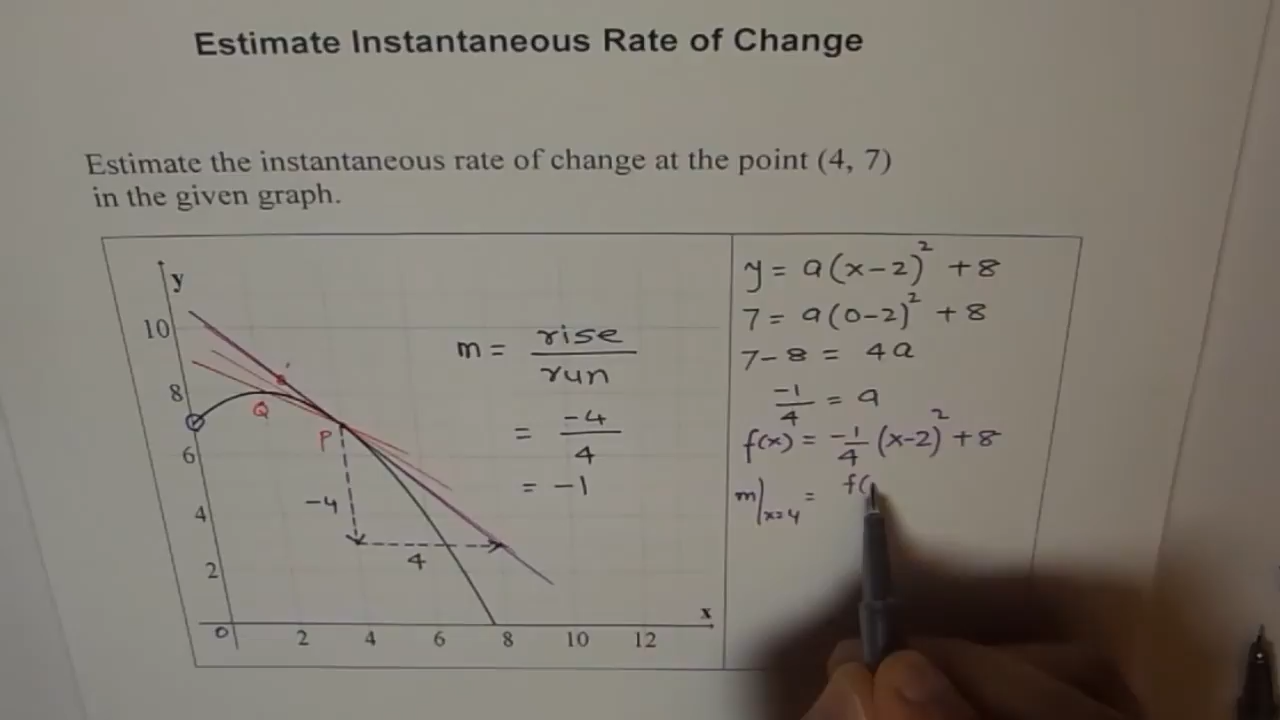 Estimate Instantaneous Rate of Change
Estimate the instantaneous rate of change at the point (4, 7)
in the given graph.
y
10
8
6
4
2
0
2 4 6 8 10 12
x
Q
P
-4
4
m = rise/run
= -4/4
= -1
y = a(x-2)² + 8
7 = a(0-2)² + 8
7-8 = 4a
-1/4 = a
f(x) = -1/4 (x-2)² + 8
m|x=4 = f(